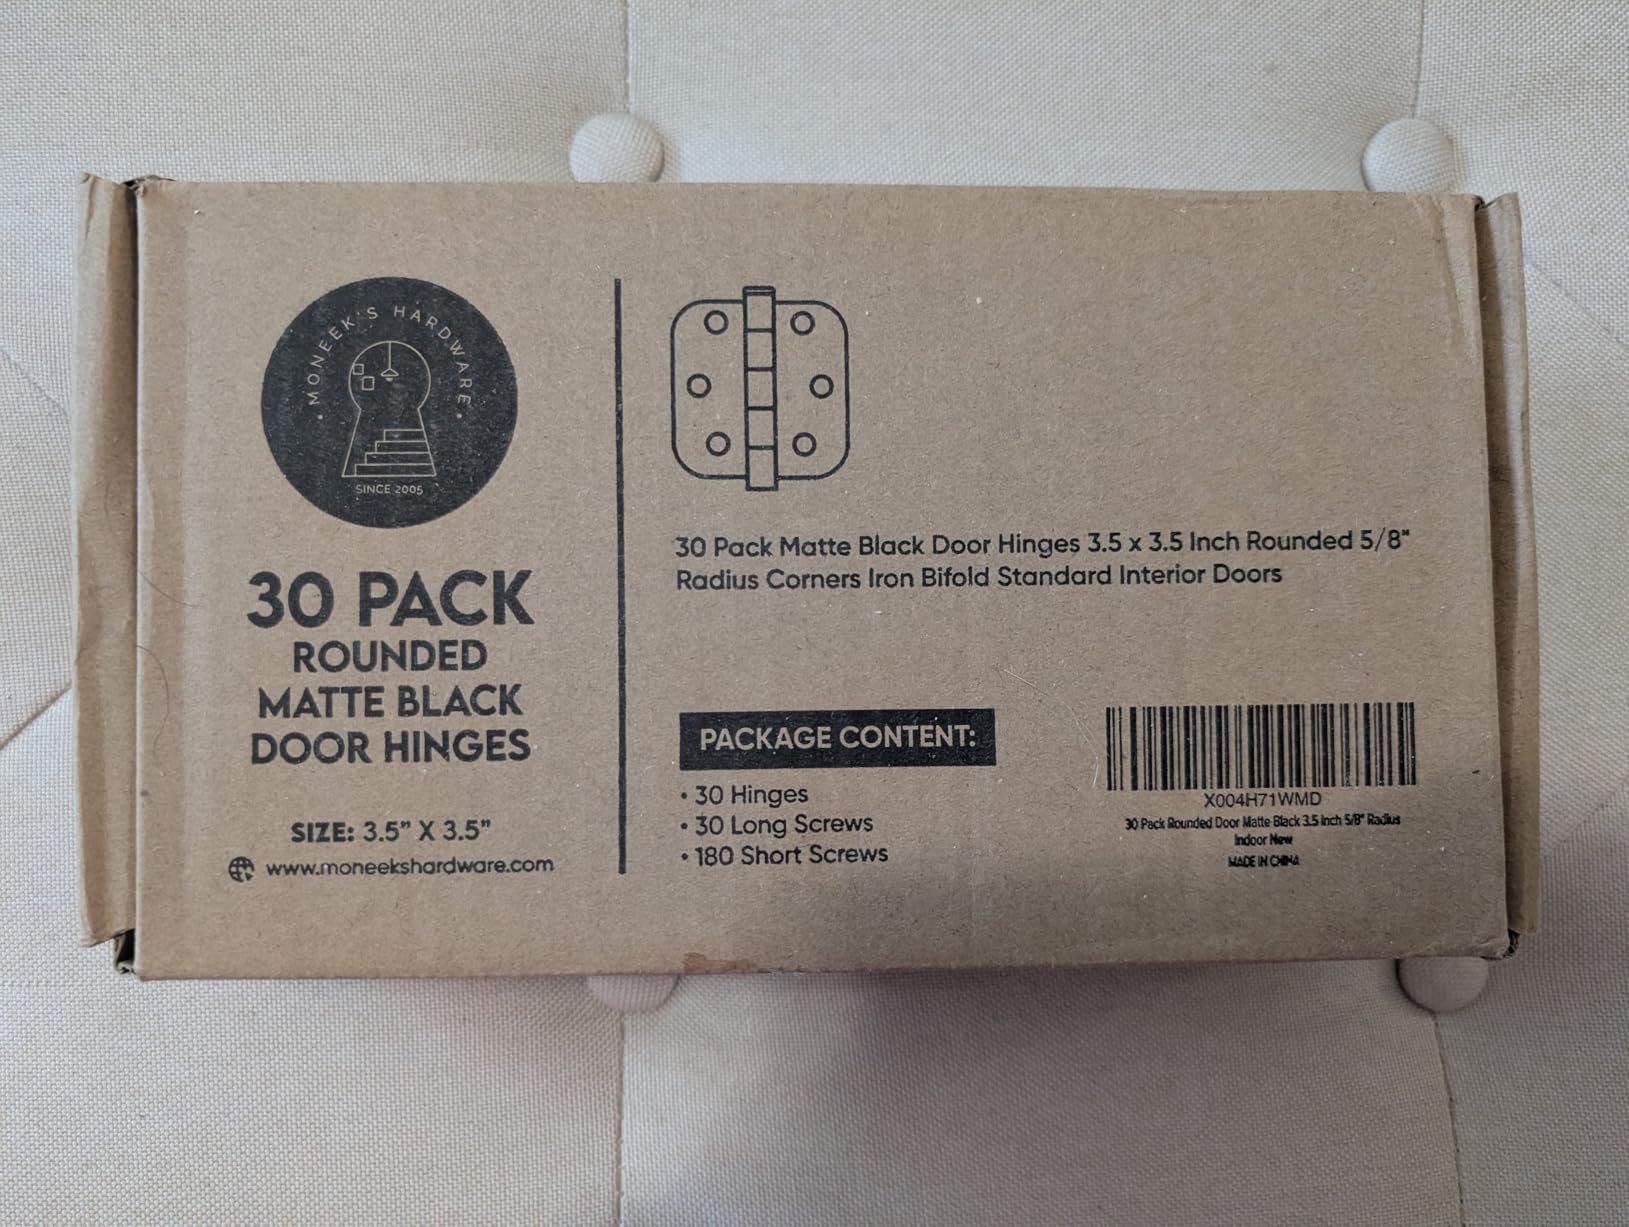 • MONEEK'S HARDWARE •
SINCE 2005
30 PACK
ROUNDED
MATTE BLACK
DOOR HINGES
SIZE: 3.5” X 3.5”
www.moneekshardware.com
30 Pack Matte Black Door Hinges 3.5 x 3.5 Inch Rounded 5/8"
Radius Corners Iron Bifold Standard Interior Doors
PACKAGE CONTENT:
• 30 Hinges
• 30 Long Screws
• 180 Short Screws
X004H71WMD
30 Pack Rounded Door Matte Black 3.5 Inch 5/8" Radius
Indoor New
MADE IN CHINA